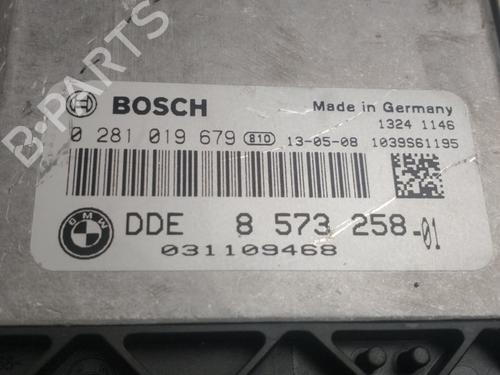 B-PARTS
BOSCH
Made in Germany
1324 1146
0 281 019 679 810 13-05-08 1039S61195
BMW
DDE 8 573 258-01
031109468